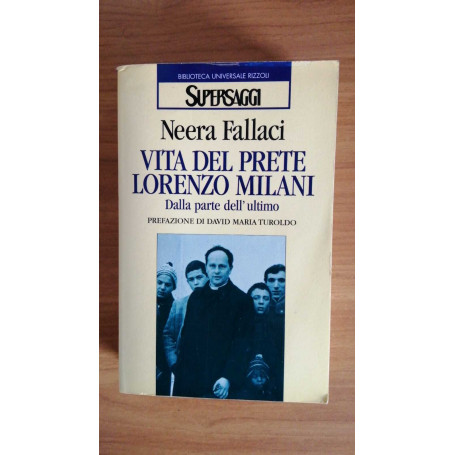 BIBLIOTECA UNIVERSALE RIZZOLI
SUPERSAGGI
Neera Fallaci
VITA DEL PRETE
LORENZO MILANI
Dalla parte dell'ultimo
PREFAZIONE DI DAVID MARIA TUROLDO